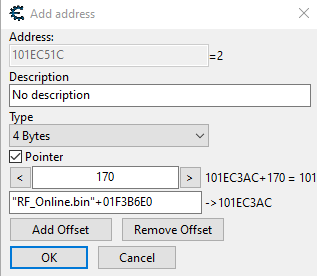 Add address
Address:
101EC51C =2
Description
No description
Type
4 Bytes
Pointer
< 170 > 101EC3AC+170 = 101
"RF_Online.bin"+01F3B6E0 ->101EC3AC
Add Offset Remove Offset
OK Cancel